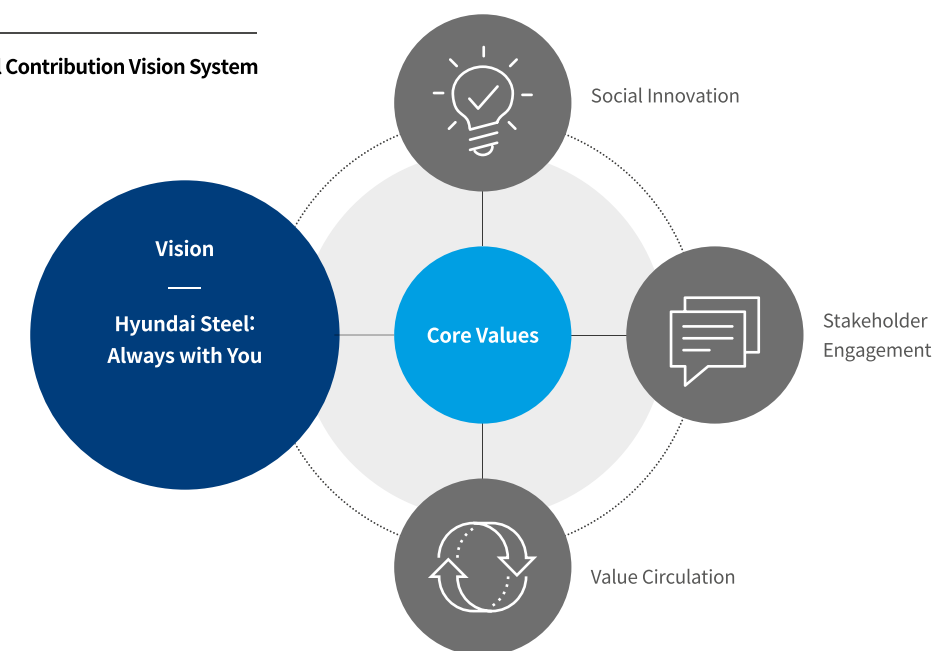 Contribution Vision System
Social Innovation
Vision
Hyundai Steel:
Always with You
Core Values
Stakeholder
Engagement
Value Circulation